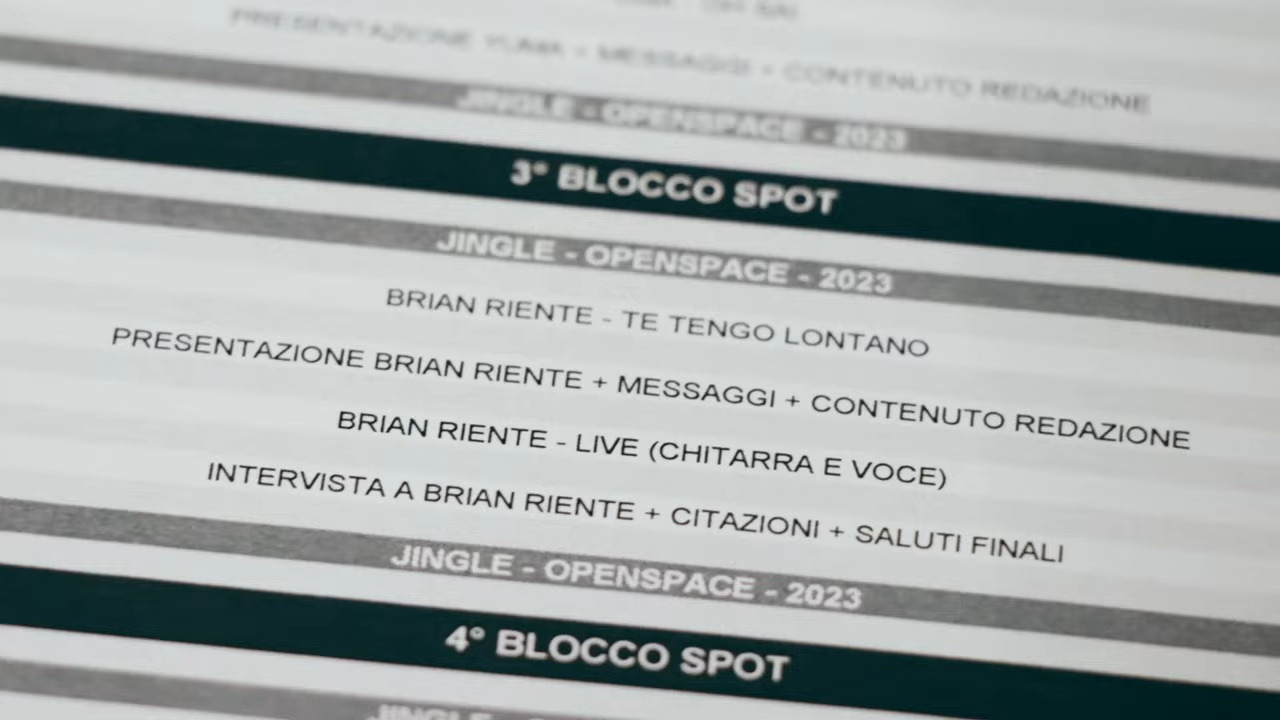 PRESENTAZIONE YUMA + MESSAGGI + CONTENUTO REDAZIONE
JINGLE - OPENSPACE - 2023
3° BLOCCO SPOT
JINGLE - OPENSPACE - 2023
BRIAN RIENTE - TE TENGO LONTANO
PRESENTAZIONE BRIAN RIENTE + MESSAGGI + CONTENUTO REDAZIONE
BRIAN RIENTE - LIVE (CHITARRA E VOCE)
INTERVISTA A BRIAN RIENTE + CITAZIONI + SALUTI FINALI
JINGLE - OPENSPACE - 2023
4° BLOCCO SPOT
JINGLE -